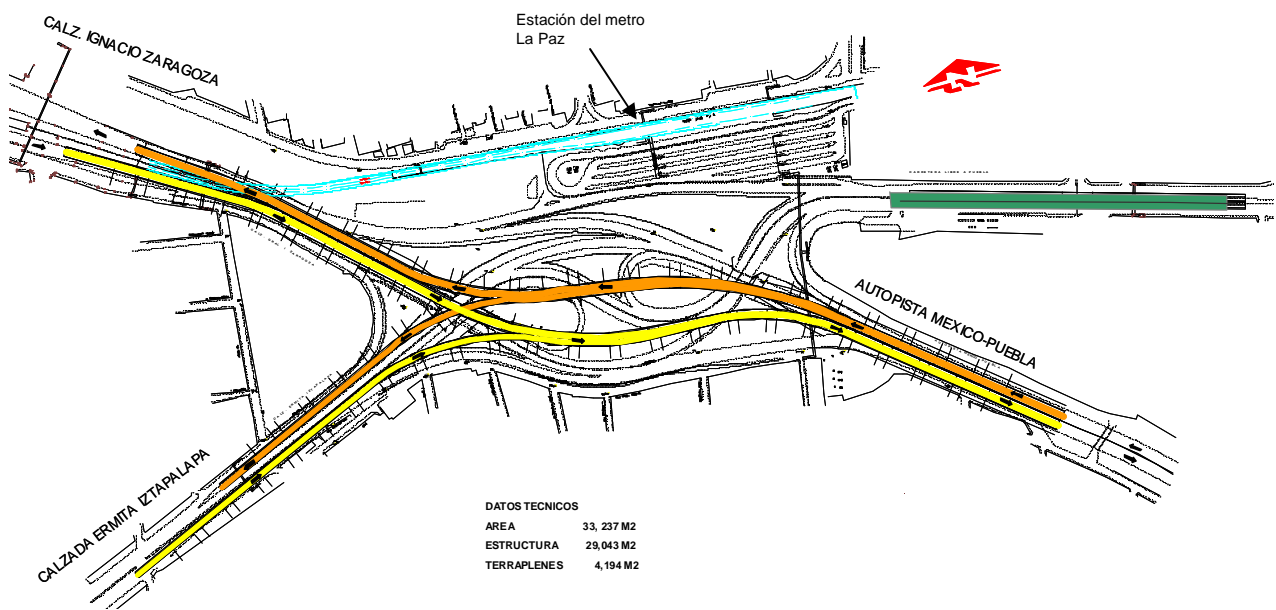 Estación del metro
La Paz
CALZ. IGNACIO ZARAGOZA
N
AUTOPISTA MEXICO-PUEBLA
CALZADA ERMITA IZTAPALAPA
DATOS TECNICOS
AREA 33, 237 M2
ESTRUCTURA 29,043 M2
TERRAPLENES 4,194 M2